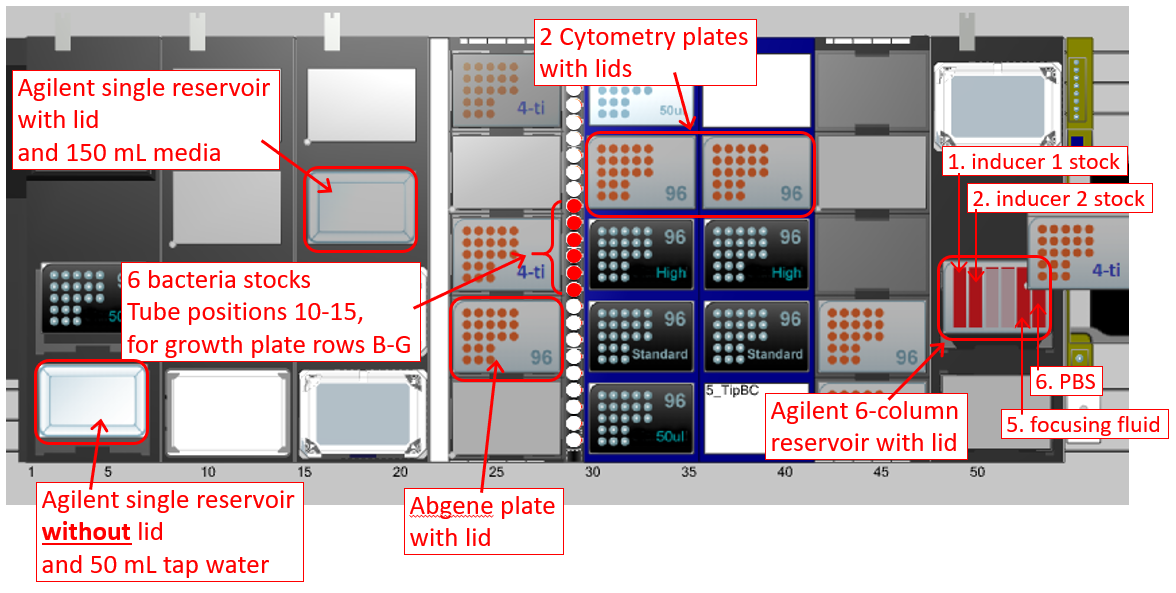 2 Cytometry plates
with lids
Agilent single reservoir
with lid
and 150 mL media
4-ti
50ul
1. inducer 1 stock
2. inducer 2 stock
96
96
96
High
96
High
4-ti
4-ti
6 bacteria stocks
Tube positions 10-15,
for growth plate rows B-G
50
96
96
Standard
96
Standard
96
6. PBS
5. focusing fluid
Agilent 6-column
reservoir with lid
96
50ul
5_TipBC
1 5 10 15 20 25 30 35 40 45 50
Agilent single reservoir
without lid
and 50 mL tap water
Abgene plate
with lid